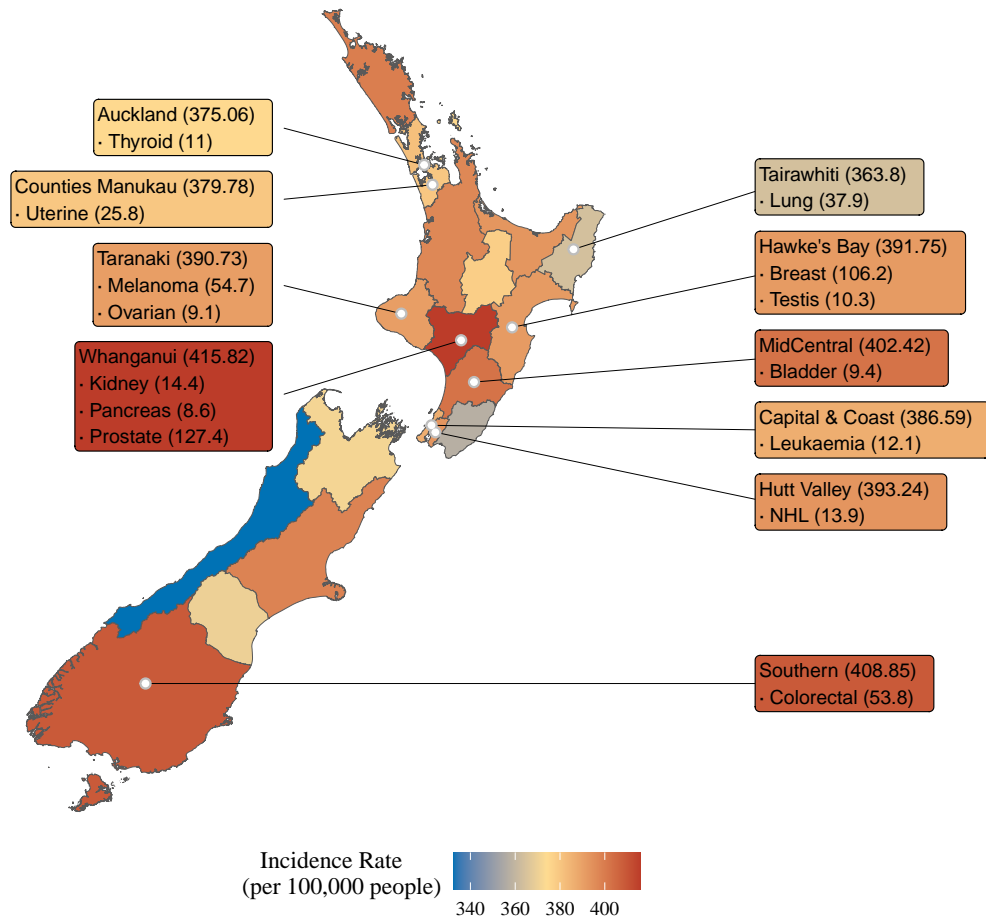 Auckland (375.06)
· Thyroid (11)
Counties Manukau (379.78)
· Uterine (25.8)
Taranaki (390.73)
· Melanoma (54.7)
· Ovarian (9.1)
Whanganui (415.82)
· Kidney (14.4)
· Pancreas (8.6)
· Prostate (127.4)
Tairawhiti (363.8)
· Lung (37.9)
Hawke's Bay (391.75)
· Breast (106.2)
· Testis (10.3)
MidCentral (402.42)
· Bladder (9.4)
Capital & Coast (386.59)
· Leukaemia (12.1)
Hutt Valley (393.24)
· NHL (13.9)
Southern (408.85)
· Colorectal (53.8)
Incidence Rate
(per 100,000 people)
340 360 380 400